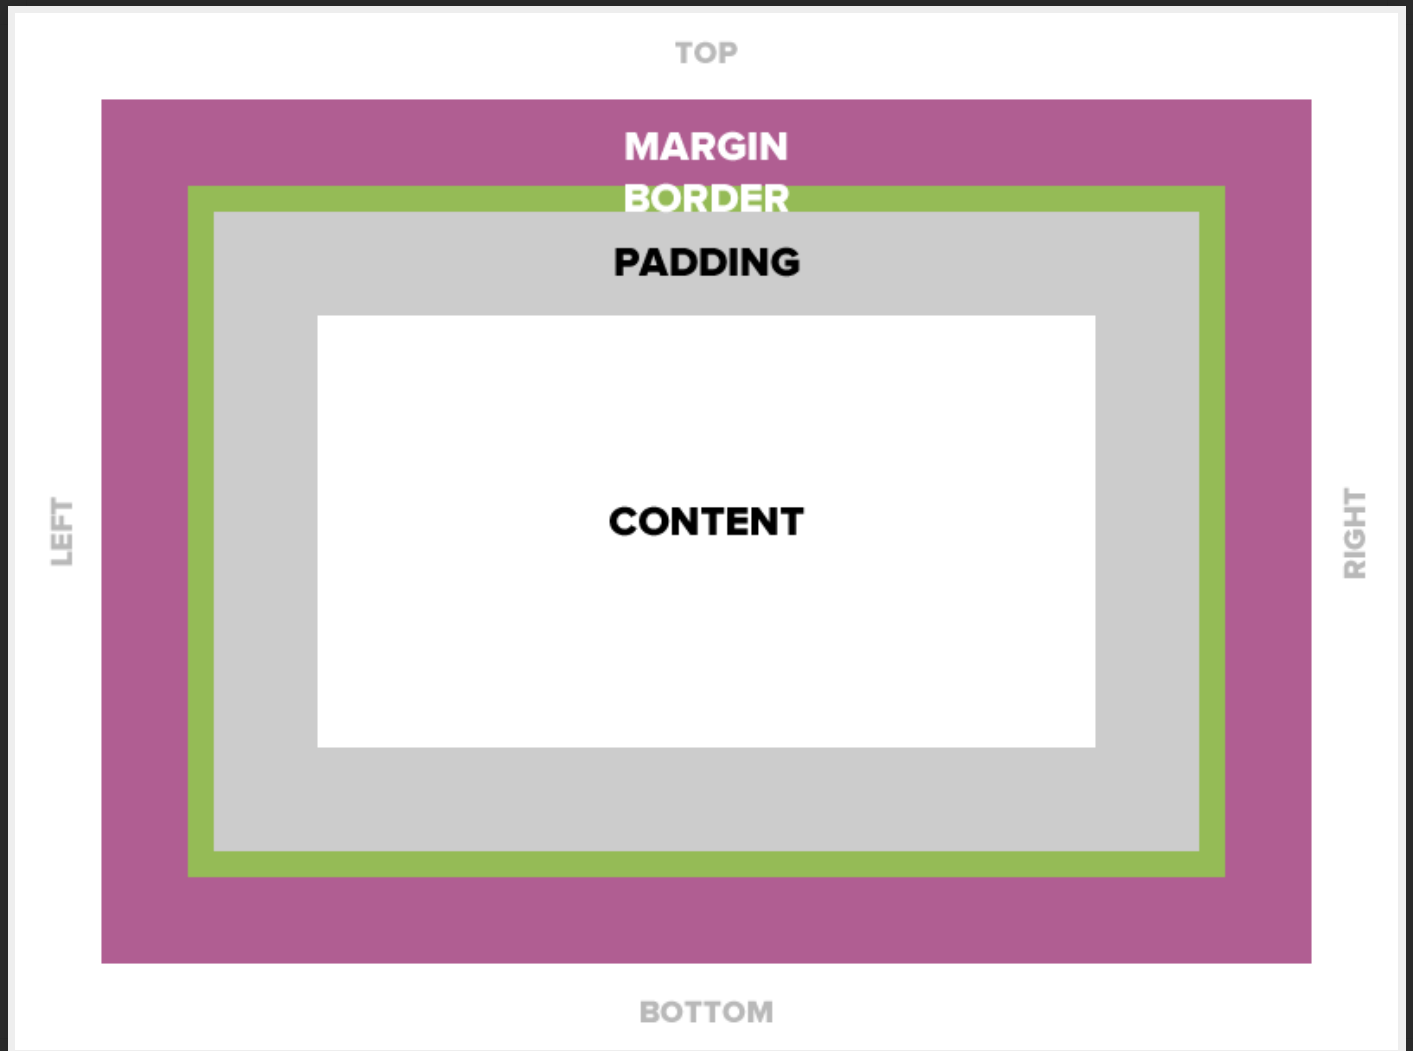 TOP
MARGIN
BORDER
PADDING
LEFT
CONTENT
RIGHT
BOTTOM